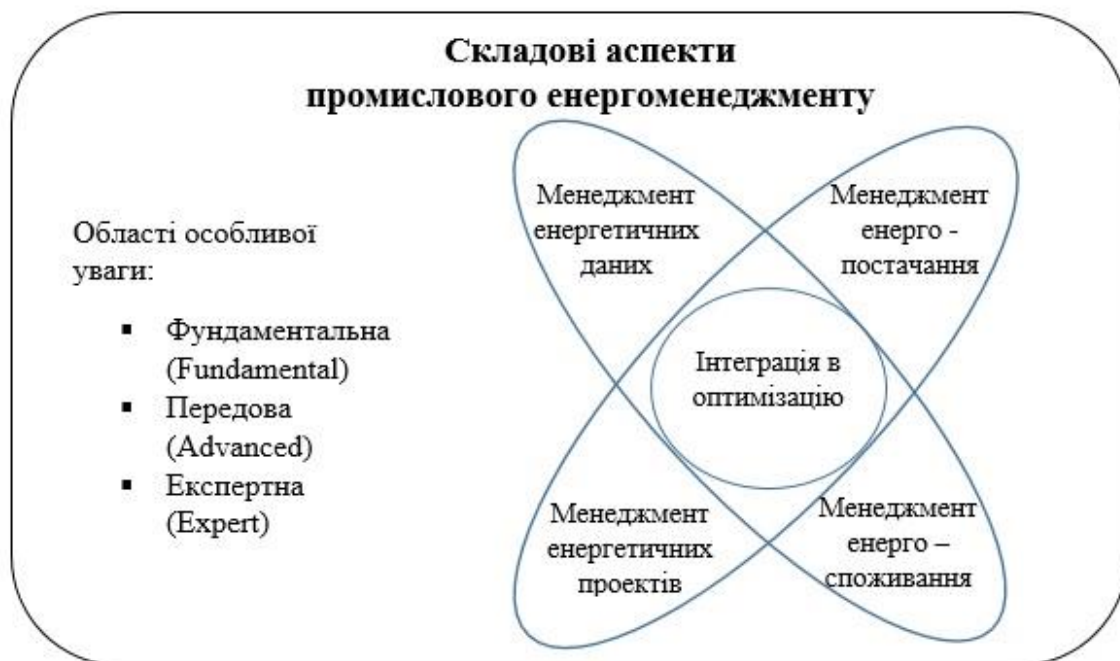 Складові аспекти
промислового енергоменеджменту
Області особливої
уваги:
▪ Фундаментальна
(Fundamental)
▪ Передова
(Advanced)
▪ Експертна
(Expert)
Менеджмент
енергетичних
даних
Менеджмент
енерго -
постачання
Інтеграція в
оптимізацію
Менеджмент
енергетичних
проектів
Менеджмент
енерго –
споживання